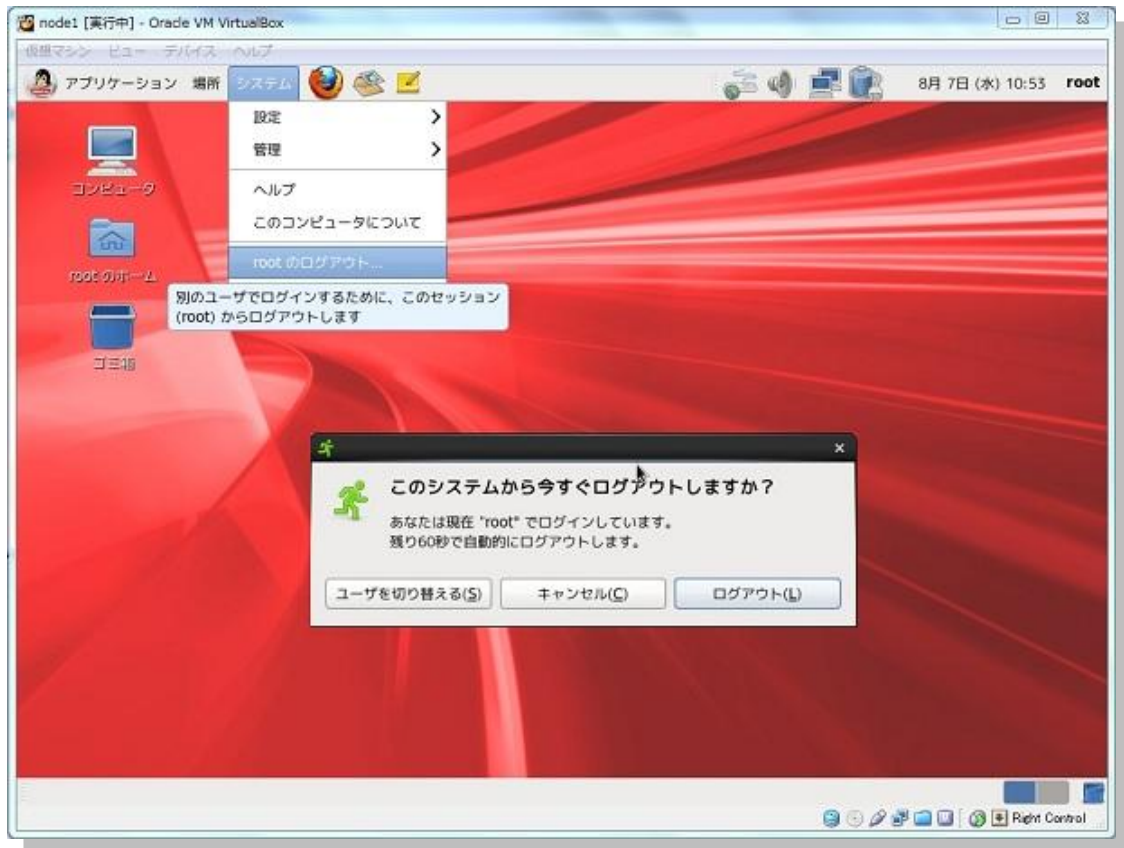 node1 [実行中] - Oracle VM VirtualBox
仮想マシン ビュー デバイス ヘルプ
アプリケーション 場所 システム 8月 7日 (水) 10:53 root
設定
管理
ヘルプ
このコンピュータについて
root のログアウト...
別のユーザでログインするために、このセッション
(root) からログアウトします
コンピュータ
root のホーム
ゴミ箱
このシステムから今すぐログアウトしますか？
あなたは現在 "root" でログインしています。
残り60秒で自動的にログアウトします。
ユーザを切り替える(S) キャンセル(C) ログアウト(L)
Right Control